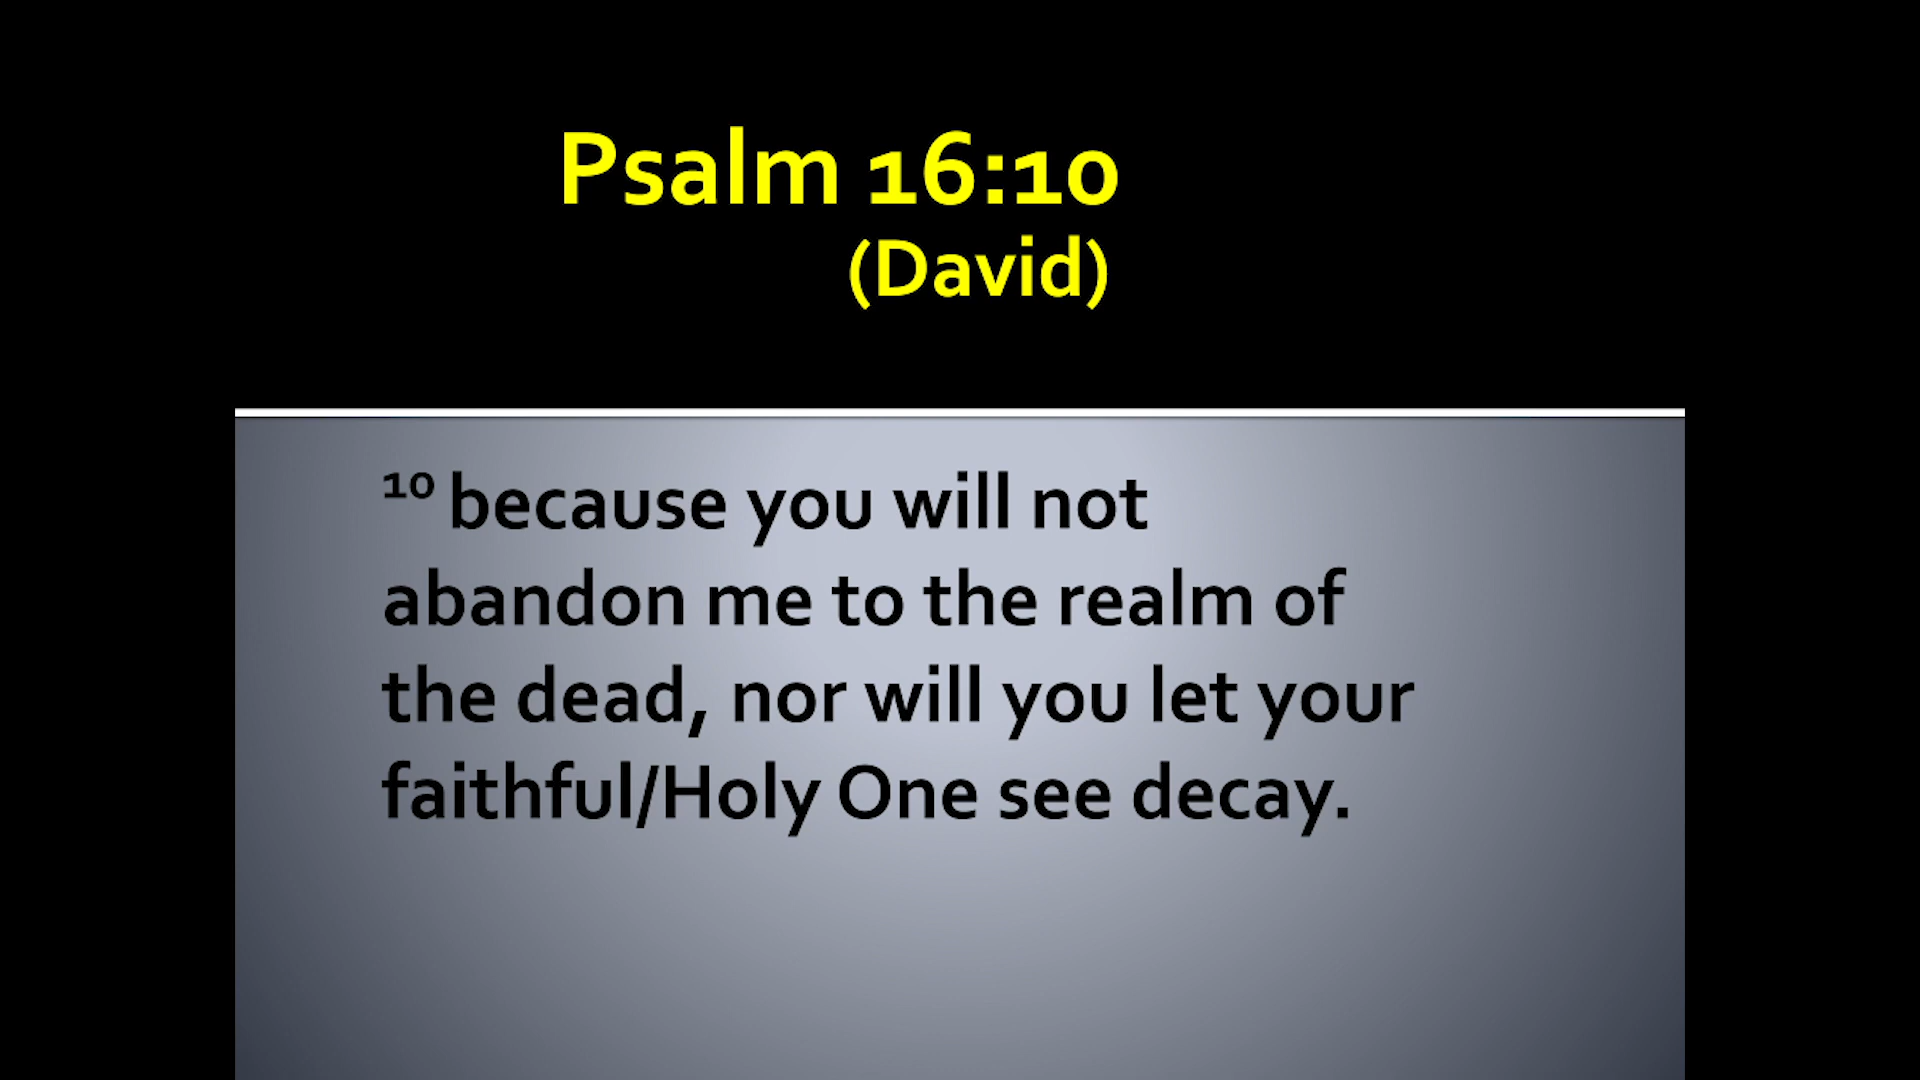 Psalm 16:10
(David)
10 because you will not
abandon me to the realm of
the dead, nor will you let your
faithful/Holy One see decay.